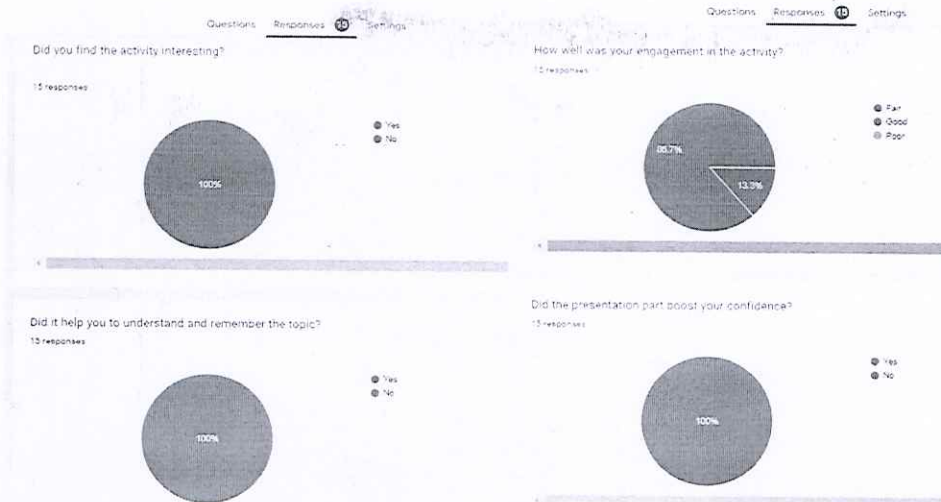 Questions Responses 15 Settings
Did you find the activity interesting?
15 responses
Yes
No
100%
Did it help you to understand and remember the topic?
15 responses
Yes
No
100%
Questions Responses 15 Settings
How well was your engagement in the activity?
15 responses
Fair
Good
Poor
86.7%
13.3%
Did the presentation part boost your confidence?
15 responses
Yes
No
100%